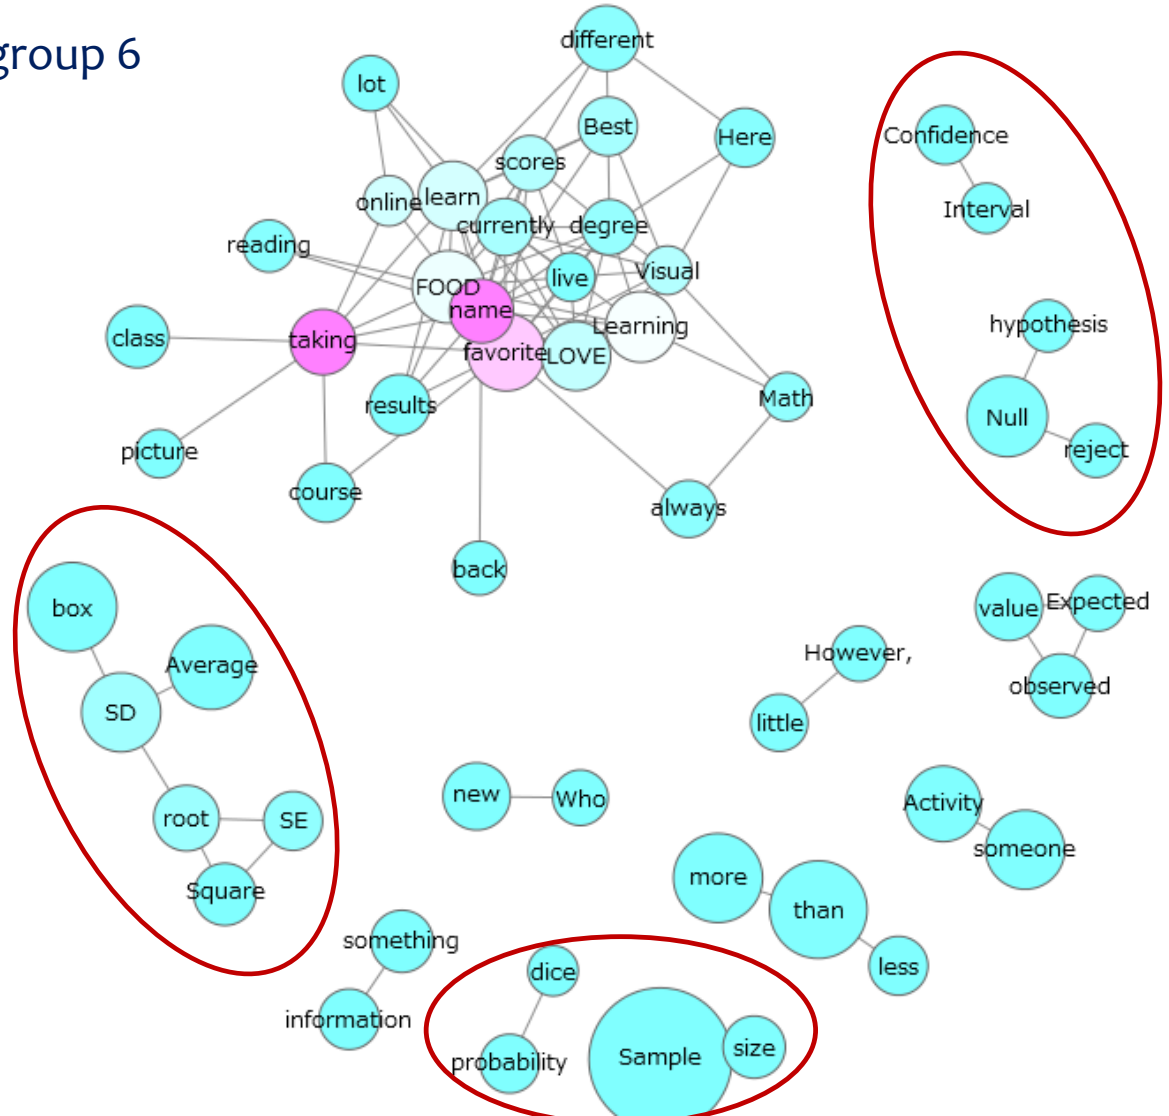 group 6
different
lot
Best
Here
Confidence
scores
online
learn
Interval
currently
degree
reading
Visual
live
FOOD
name
Learning
hypothesis
class
taking
favorite
LOVE
Math
results
Null
picture
reject
course
always
back
box
value
Expected
Average
However,
observed
SD
little
new
Who
Activity
root
SE
someone
more
Square
than
something
less
dice
information
probability
Sample
size